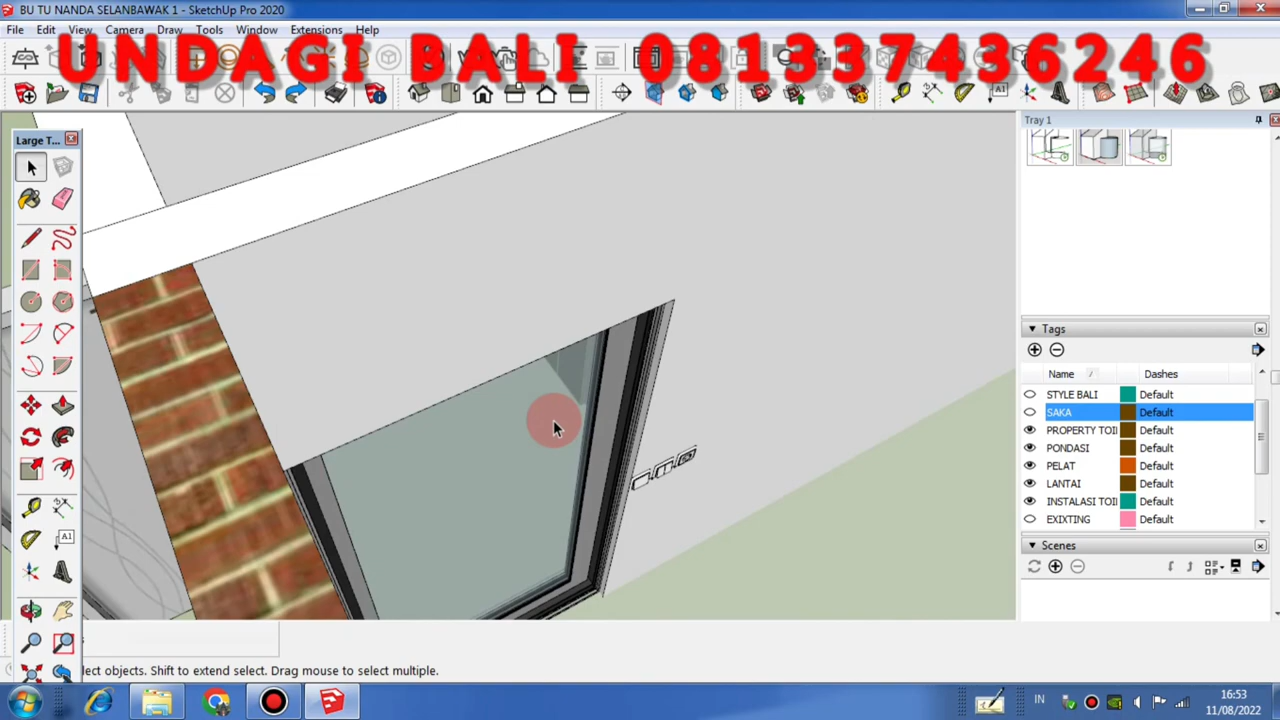 BU TU NANDA SELANBAWAK 1 - SketchUp Pro 2020
File Edit View Camera Draw Tools Window Extensions Help
UNDAGI BALI 081337436246
Tray 1
Large T...
A1
A1
Tags
Name Dashes
STYLE BALI Default
SAKA Default
PROPERTY TOI Default
PONDASI Default
PELAT Default
LANTAI Default
INSTALASI TOI Default
EXIXTING Default
Scenes
lect objects. Shift to extend select. Drag mouse to select multiple.
IN
16:53
11/08/2022